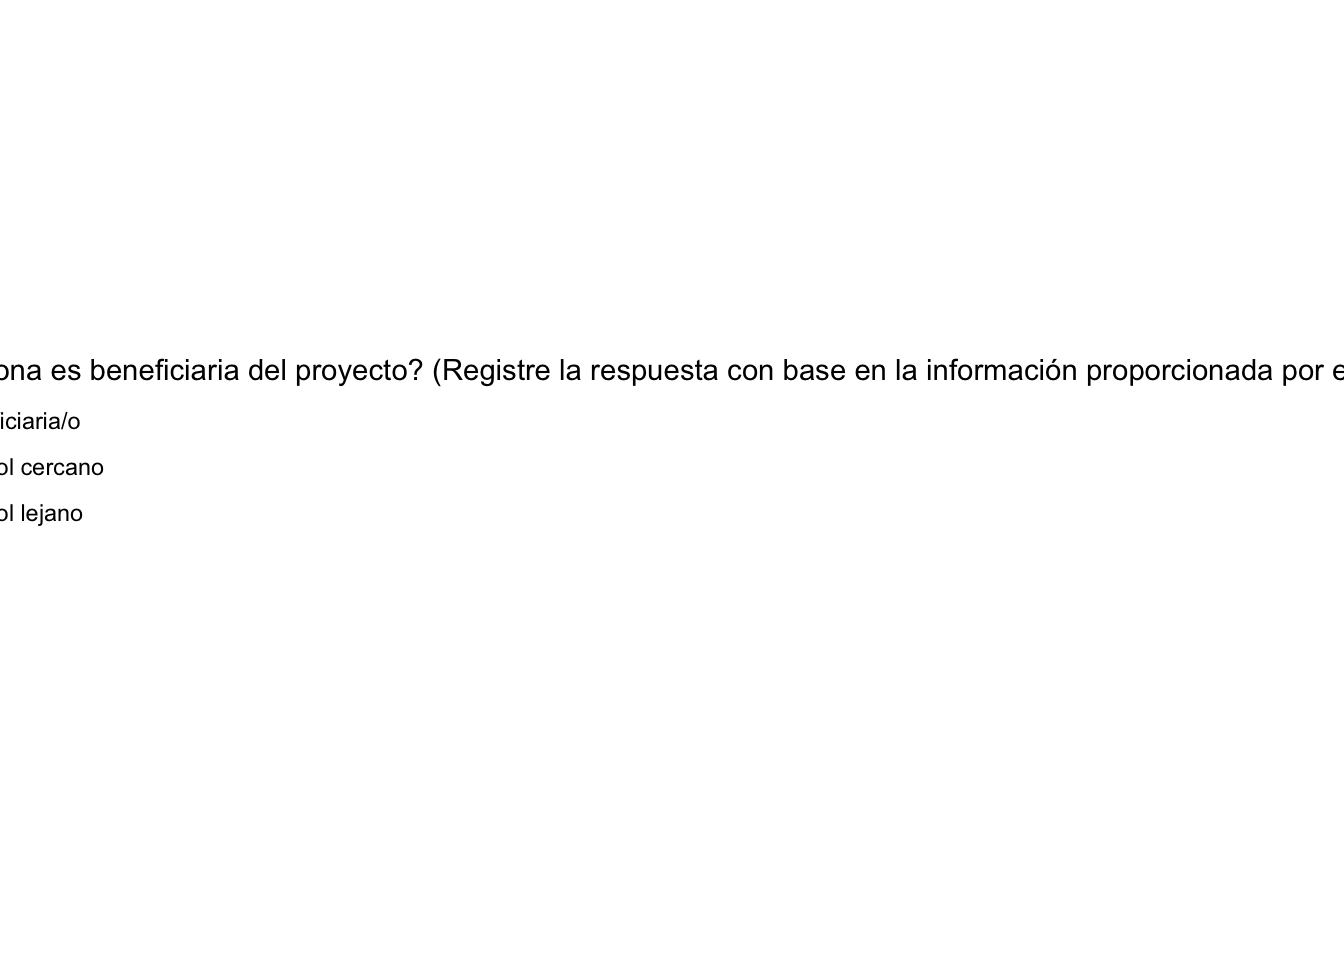 ona es beneficiaria del proyecto? (Registre la respuesta con base en la información proporcionada por e
iciaria/o
ol cercano
ol lejano